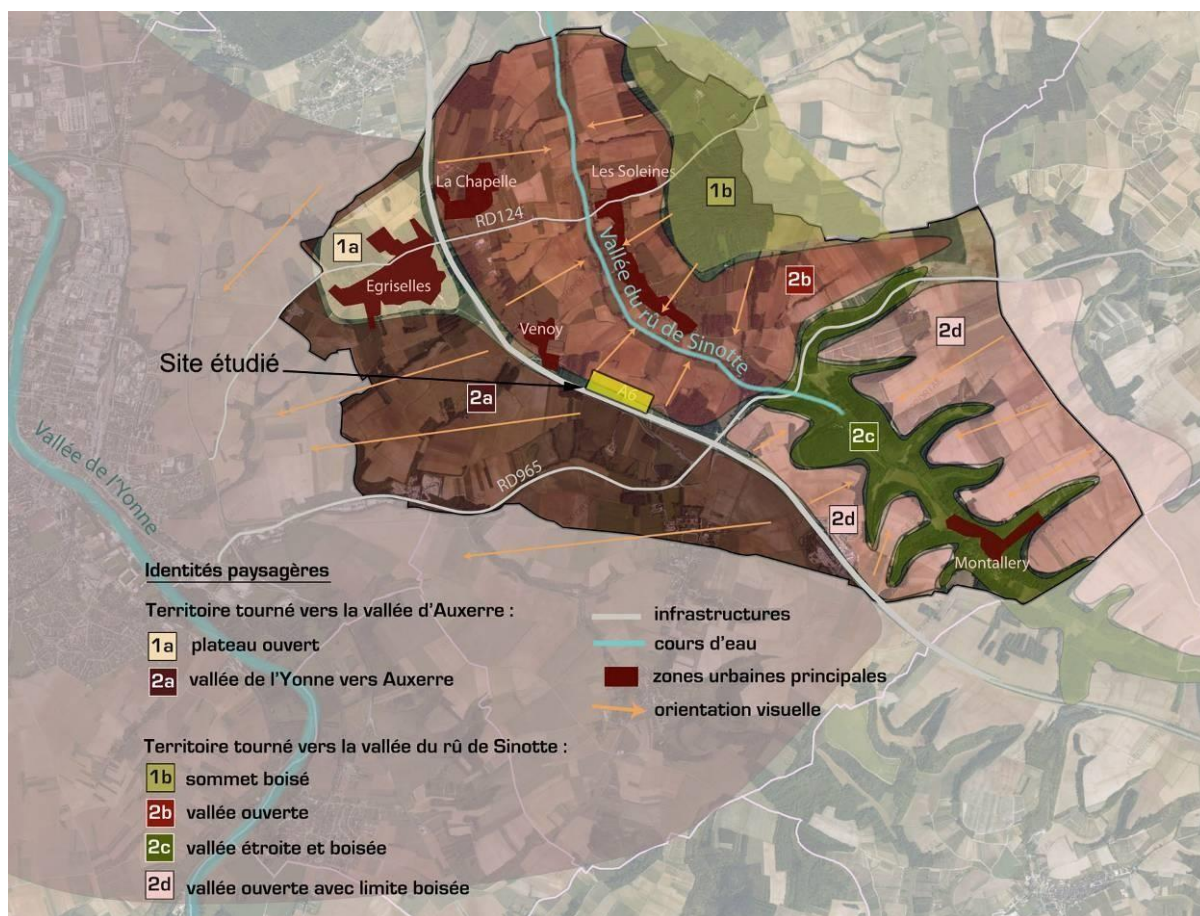 La Chapelle
Les Soleines
1b
RD124
1a
Egriselles
Vallée du rû de Sinotte
2b
Venoy
2d
Site étudié
A6
2a
2c
Vallée de l'Yonne
RD965
2d
Montallery
Identités paysagères
Territoire tourné vers la vallée d'Auxerre :
1a plateau ouvert
2a vallée de l'Yonne vers Auxerre
infrastructures
cours d'eau
zones urbaines principales
orientation visuelle
Territoire tourné vers la vallée du rû de Sinotte :
1b sommet boisé
2b vallée ouverte
2c vallée étroite et boisée
2d vallée ouverte avec limite boisée